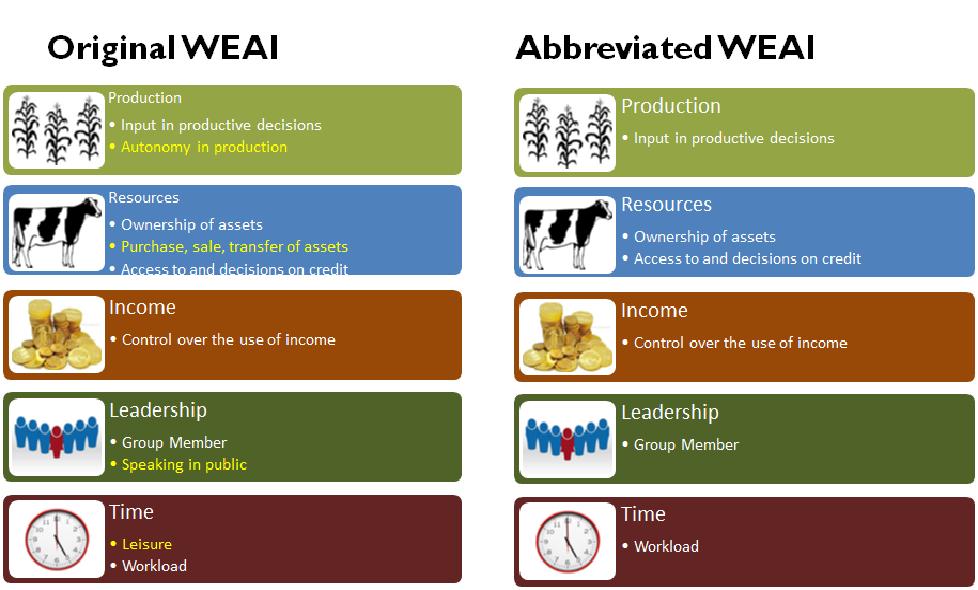 Original WEAI
Production
• Input in productive decisions
• Autonomy in production
Resources
• Ownership of assets
• Purchase, sale, transfer of assets
• Access to and decisions on credit
Income
• Control over the use of income
Leadership
• Group Member
• Speaking in public
Time
• Leisure
• Workload
Abbreviated WEAI
Production
• Input in productive decisions
Resources
• Ownership of assets
• Access to and decisions on credit
Income
• Control over the use of income
Leadership
• Group Member
Time
• Workload